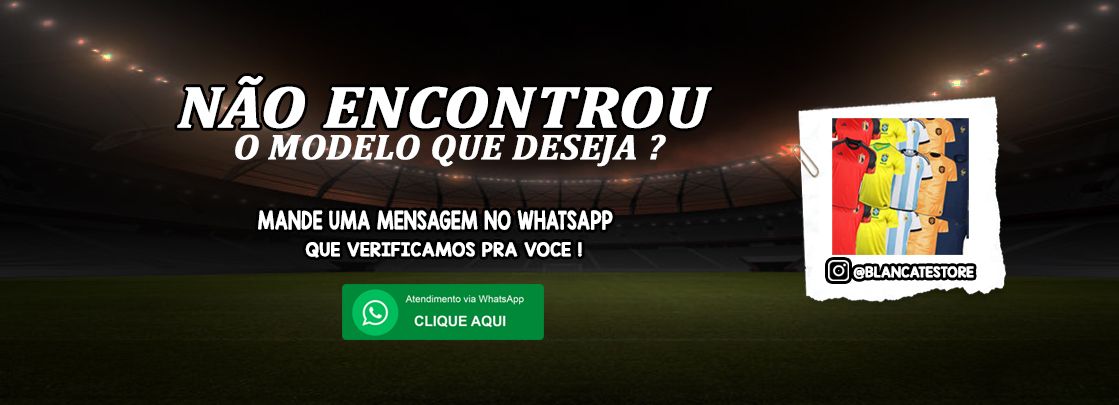 NÃO ENCONTROU
O MODELO QUE DESEJA ?
MANDE UMA MENSAGEM NO WHATSAPP
QUE VERIFICAMOS PRA VOCE !
Atendimento via WhatsApp
CLIQUE AQUI
@BLANCATESTORE